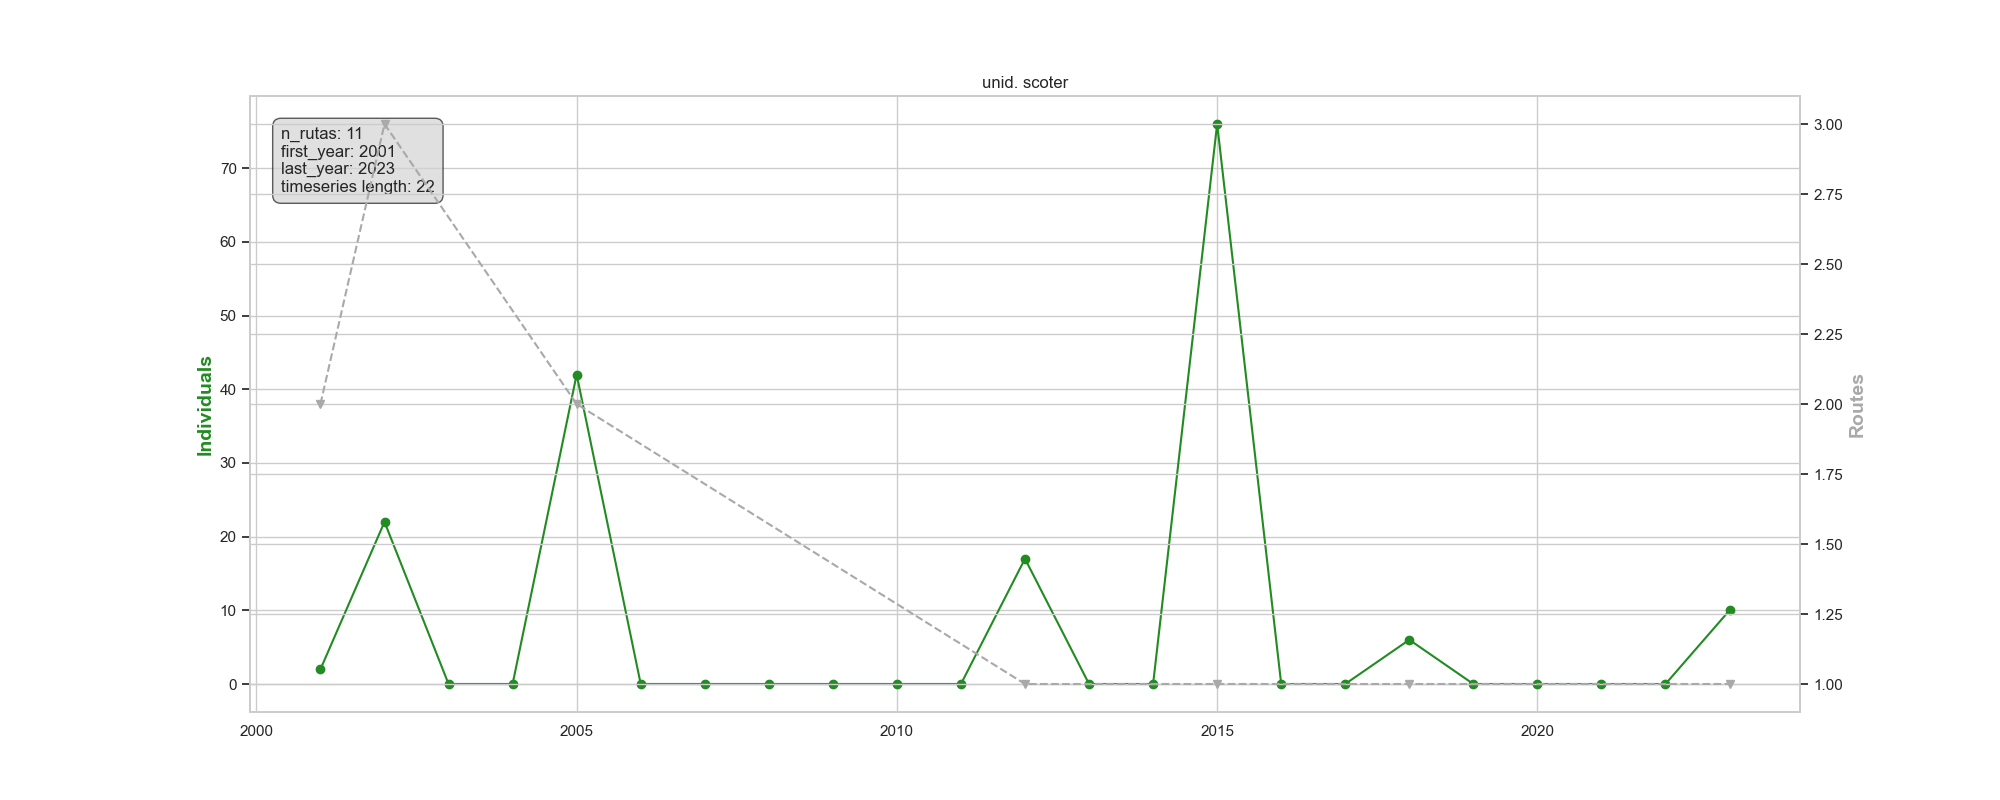 unid. scoter
n_rutas: 11
first_year: 2001
last_year: 2023
timeseries length: 22
70
60
50
40
30
20
10
0
Individuals
3.00
2.75
2.50
2.25
2.00
1.75
1.50
1.25
1.00
Routes
2000 2005 2010 2015 2020